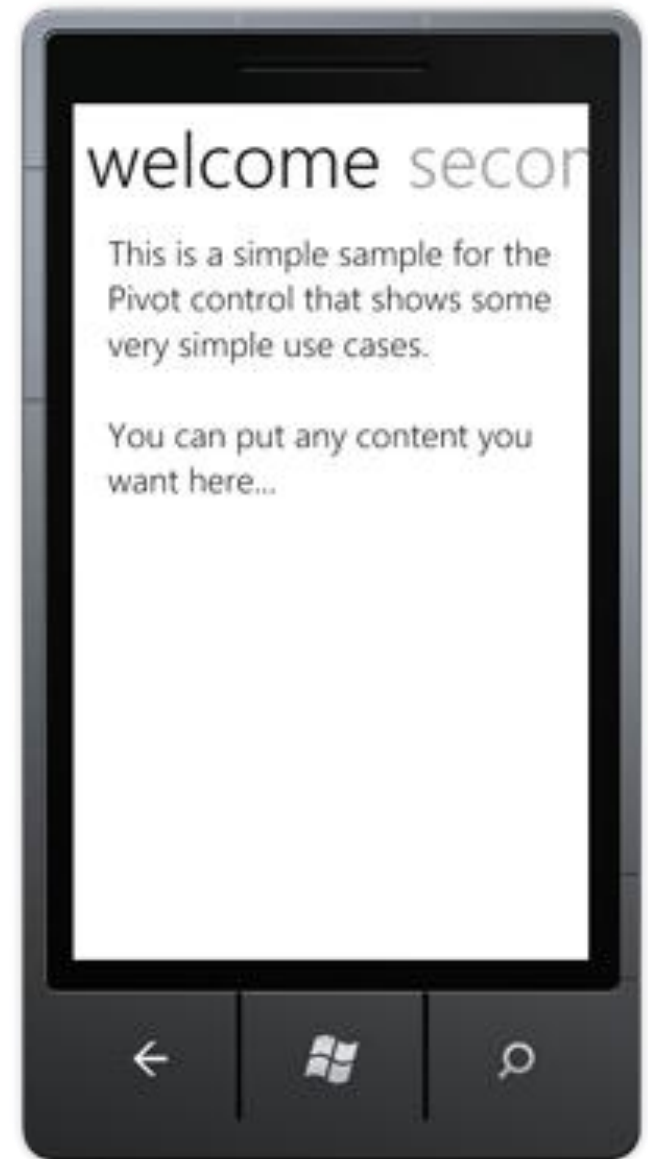 welcome secon
This is a simple sample for the
Pivot control that shows some
very simple use cases.
You can put any content you
want here...